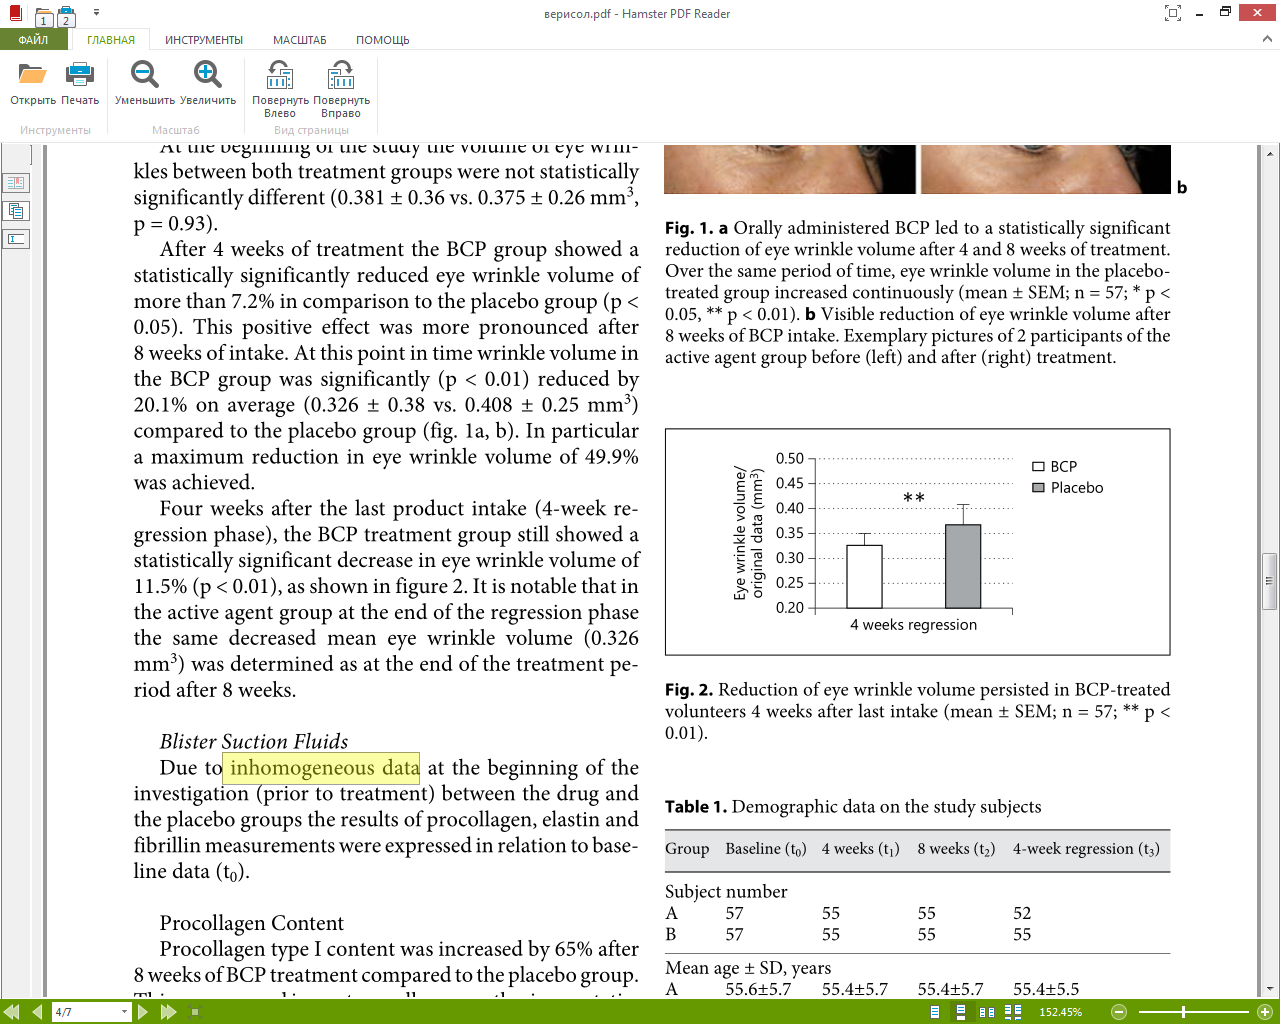 1 2
верисол.pdf - Hamster PDF Reader
ФАЙЛ ГЛАВНАЯ ИНСТРУМЕНТЫ МАСШТАБ ПОМОЩЬ
Открыть Печать Уменьшить Увеличить Повернуть Влево Повернуть Вправо
Инструменты Масштаб Вид страницы
At the beginning of the study the volume of eye wrin-
kles between both treatment groups were not statistically
significantly different (0.381 ± 0.36 vs. 0.375 ± 0.26 mm³,
p = 0.93).
After 4 weeks of treatment the BCP group showed a
statistically significantly reduced eye wrinkle volume of
more than 7.2% in comparison to the placebo group (p <
0.05). This positive effect was more pronounced after
8 weeks of intake. At this point in time wrinkle volume in
the BCP group was significantly (p < 0.01) reduced by
20.1% on average (0.326 ± 0.38 vs. 0.408 ± 0.25 mm³)
compared to the placebo group (fig. 1a, b). In particular
a maximum reduction in eye wrinkle volume of 49.9%
was achieved.
Four weeks after the last product intake (4-week re-
gression phase), the BCP treatment group still showed a
statistically significant decrease in eye wrinkle volume of
11.5% (p < 0.01), as shown in figure 2. It is notable that in
the active agent group at the end of the regression phase
the same decreased mean eye wrinkle volume (0.326
mm³) was determined as at the end of the treatment pe-
riod after 8 weeks.
Blister Suction Fluids
Due to inhomogeneous data at the beginning of the
investigation (prior to treatment) between the drug and
the placebo groups the results of procollagen, elastin and
fibrillin measurements were expressed in relation to base-
line data (t₀).
Procollagen Content
Procollagen type I content was increased by 65% after
8 weeks of BCP treatment compared to the placebo group.
b
Fig. 1. a Orally administered BCP led to a statistically significant
reduction of eye wrinkle volume after 4 and 8 weeks of treatment.
Over the same period of time, eye wrinkle volume in the placebo-
treated group increased continuously (mean ± SEM; n = 57; * p <
0.05, ** p < 0.01). b Visible reduction of eye wrinkle volume after
8 weeks of BCP intake. Exemplary pictures of 2 participants of the
active agent group before (left) and after (right) treatment.
Eye wrinkle volume/
original data (mm³)
0.50
0.45
0.40
0.35
0.30
0.25
0.20
**
BCP
Placebo
4 weeks regression
Fig. 2. Reduction of eye wrinkle volume persisted in BCP-treated
volunteers 4 weeks after last intake (mean ± SEM; n = 57; ** p <
0.01).
Table 1. Demographic data on the study subjects
Group Baseline (t₀) 4 weeks (t₁) 8 weeks (t₂) 4-week regression (t₃)
Subject number
A 57 55 55 52
B 57 55 55 55
Mean age ± SD, years
A 55.6±5.7 55.4±5.7 55.4±5.7 55.4±5.5
4/7
152.45%